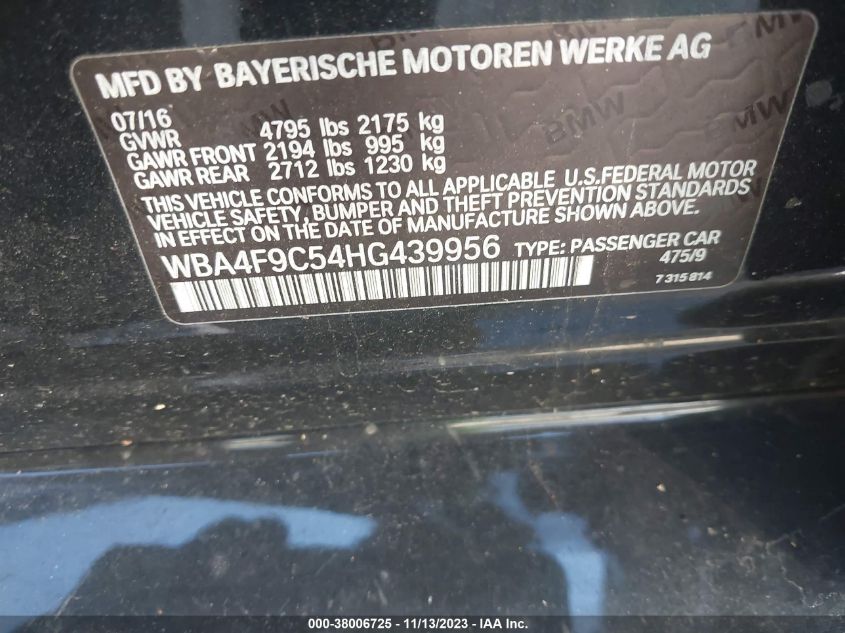 MFD BY BAYERISCHE MOTOREN WERKE AG
07/16
GVWR 4795 lbs 2175 kg
GAWR FRONT 2194 lbs 995 kg
GAWR REAR 2712 lbs 1230 kg
THIS VEHICLE CONFORMS TO ALL APPLICABLE U.S.FEDERAL MOTOR
VEHICLE SAFETY, BUMPER AND THEFT PREVENTION STANDARDS
IN EFFECT ON THE DATE OF MANUFACTURE SHOWN ABOVE.
WBA4F9C54HG439956 TYPE: PASSENGER CAR
475/9
7 315 814
BMW
BMW
000-38006725 - 11/13/2023 - IAA Inc.